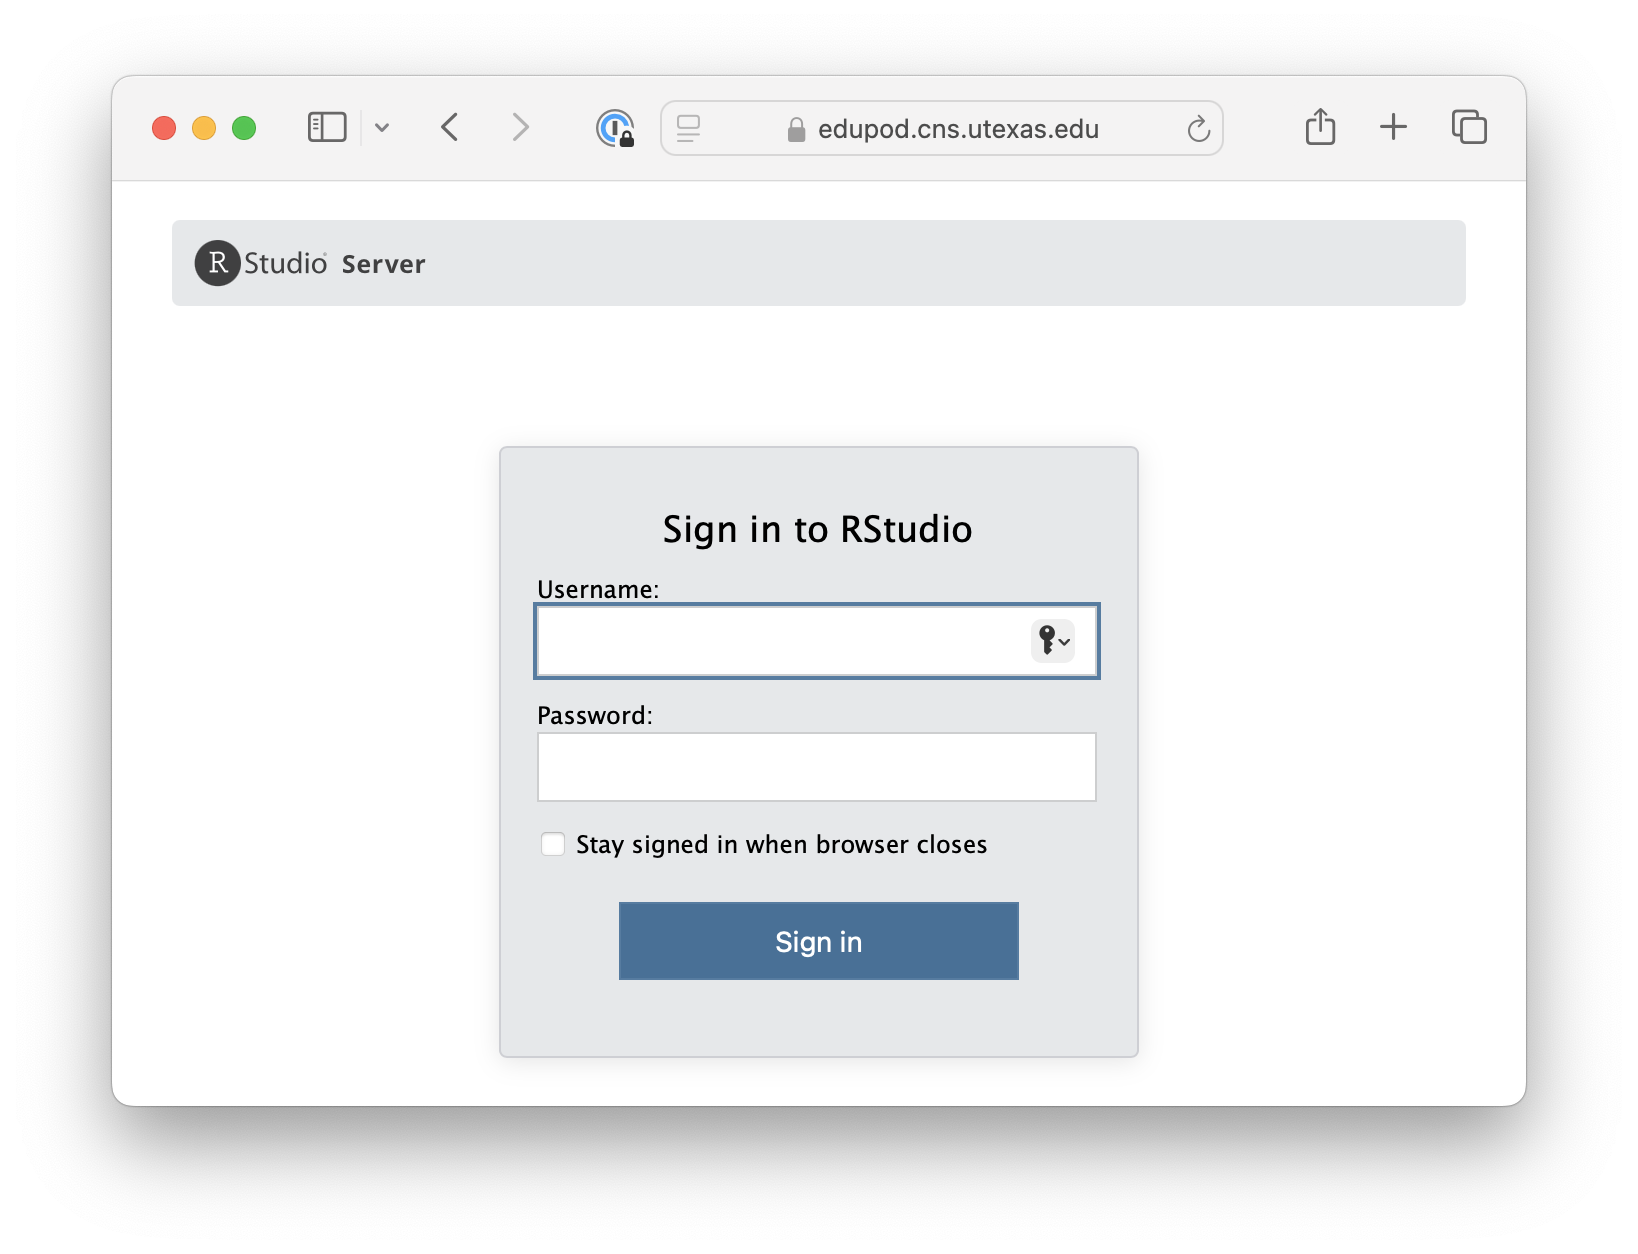 edupod.cns.utexas.edu
R Studio Server
Sign in to RStudio
Username:
Password:
Stay signed in when browser closes
Sign in